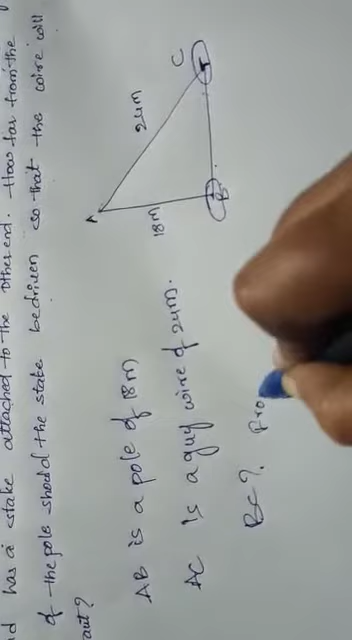 d has a stake attached to the other end. How far from the
of the pole should the stake be driven so that the wire will
aut?
AB is a pole of 18m
AC is a guy wire of 24m.
BC? Pro
A
24m
C
18m
B